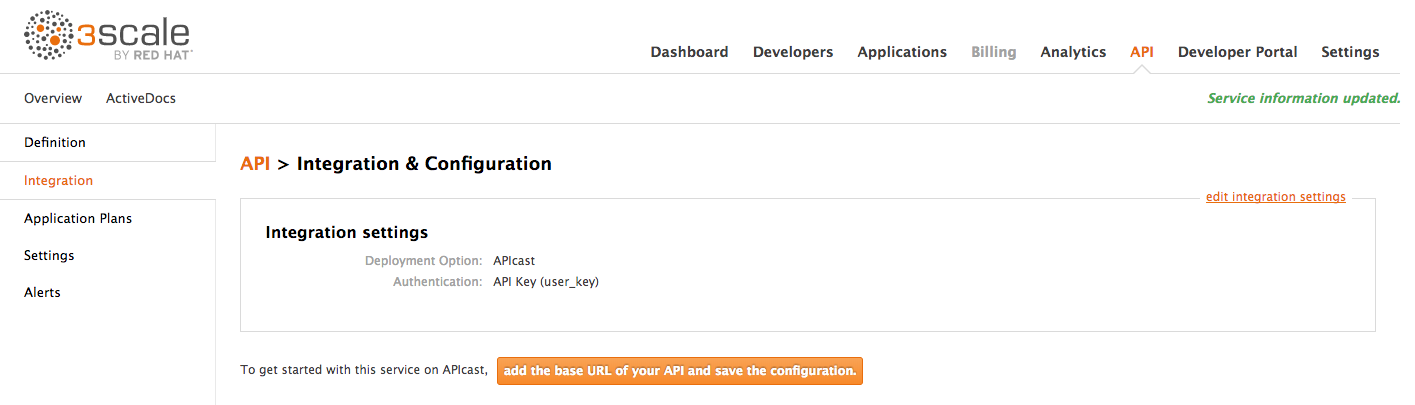 3scale
BY RED HAT
Dashboard Developers Applications Billing Analytics API Developer Portal Settings
Overview ActiveDocs
Service information updated.
Definition
Integration
Application Plans
Settings
Alerts
API > Integration & Configuration
edit integration settings
Integration settings
Deployment Option: APIcast
Authentication: API Key (user_key)
To get started with this service on APIcast, add the base URL of your API and save the configuration.